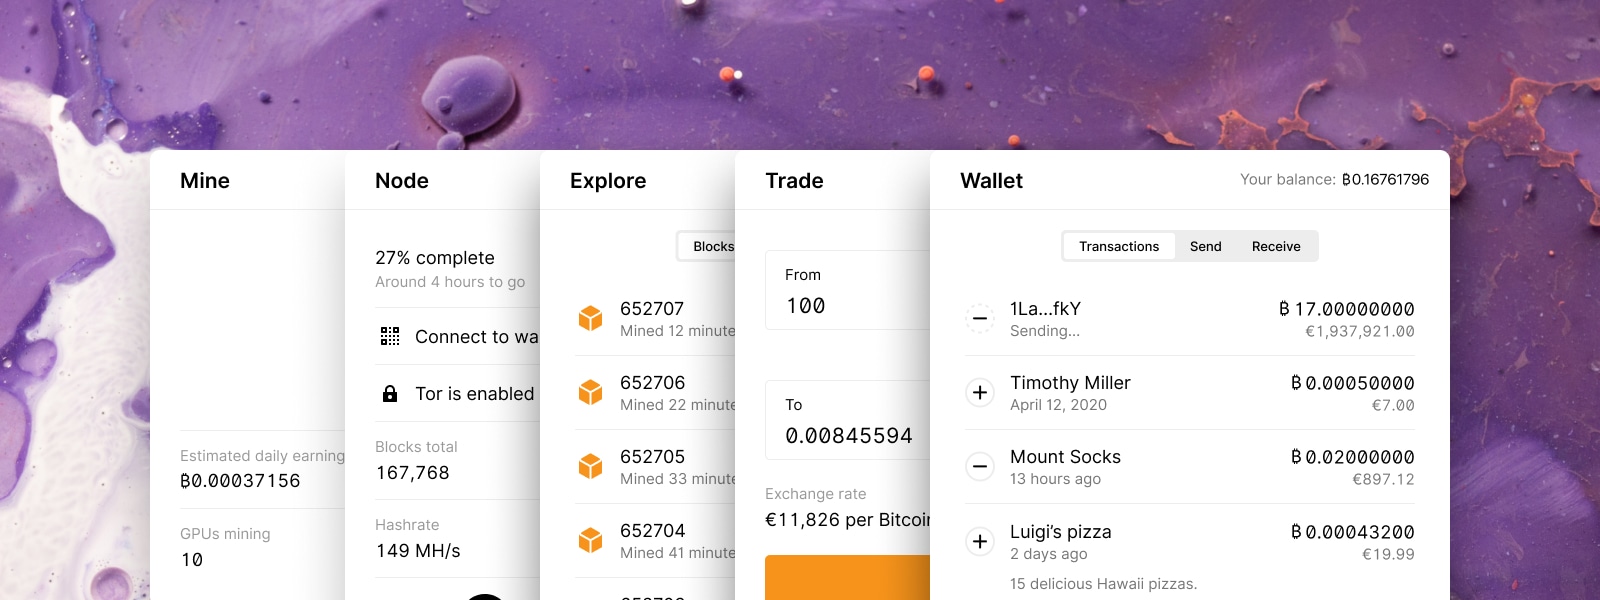 Mine
Estimated daily earning
₿0.00037156
GPUs mining
10
Node
27% complete
Around 4 hours to go
Connect to wa
Tor is enabled
Blocks total
167,768
Hashrate
149 MH/s
Explore
Blocks
652707
Mined 12 minute
652706
Mined 22 minute
652705
Mined 33 minute
652704
Mined 41 minute
Trade
From
100
To
0.00845594
Exchange rate
€11,826 per Bitcoin
Wallet
Your balance: ₿0.16761796
Transactions Send Receive
1La...fkY ₿ 17.00000000
Sending... €1,937,921.00
Timothy Miller ₿ 0.00050000
April 12, 2020 €7.00
Mount Socks ₿ 0.02000000
13 hours ago €897.12
Luigi’s pizza ₿ 0.00043200
2 days ago €19.99
15 delicious Hawaii pizzas.